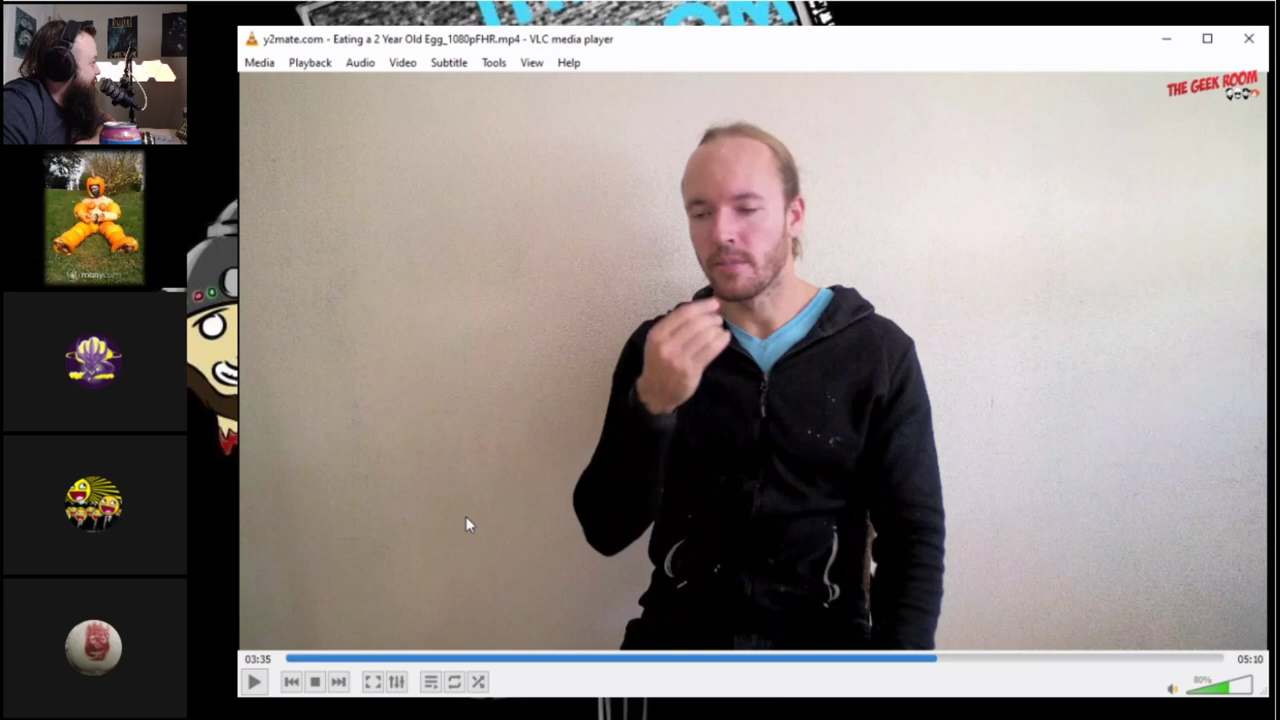 y2mate.com - Eating a 2 Year Old Egg_1080pFHR.mp4 - VLC media player
Media Playback Audio Video Subtitle Tools View Help
THE GEEK ROOM
03:35
05:10
80%